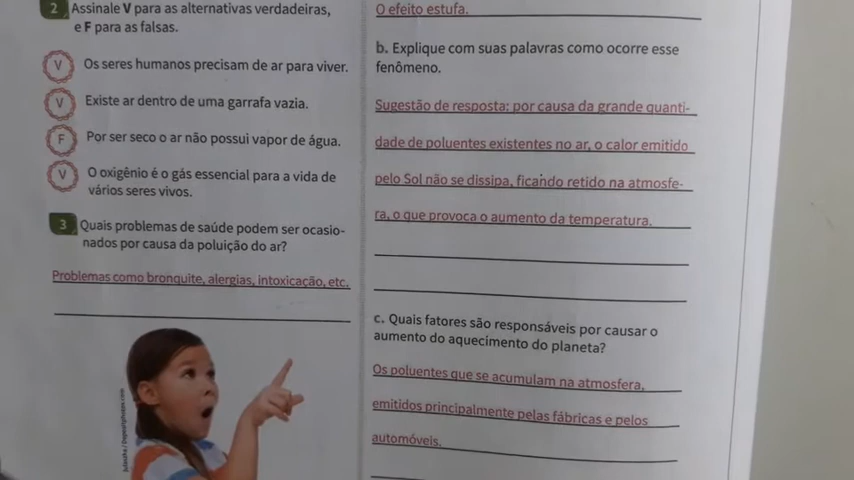 2 Assinale V para as alternativas verdadeiras,
e F para as falsas.
V Os seres humanos precisam de ar para viver.
V Existe ar dentro de uma garrafa vazia.
F Por ser seco o ar não possui vapor de água.
V O oxigênio é o gás essencial para a vida de
vários seres vivos.
3 Quais problemas de saúde podem ser ocasio-
nados por causa da poluição do ar?
Problemas como bronquite, alergias, intoxicação, etc.
O efeito estufa.
b. Explique com suas palavras como ocorre esse
fenômeno.
Sugestão de resposta: por causa da grande quanti-
dade de poluentes existentes no ar, o calor emitido
pelo Sol não se dissipa, ficando retido na atmosfe-
ra, o que provoca o aumento da temperatura.
c. Quais fatores são responsáveis por causar o
aumento do aquecimento do planeta?
Os poluentes que se acumulam na atmosfera,
emitidos principalmente pelas fábricas e pelos
automóveis.